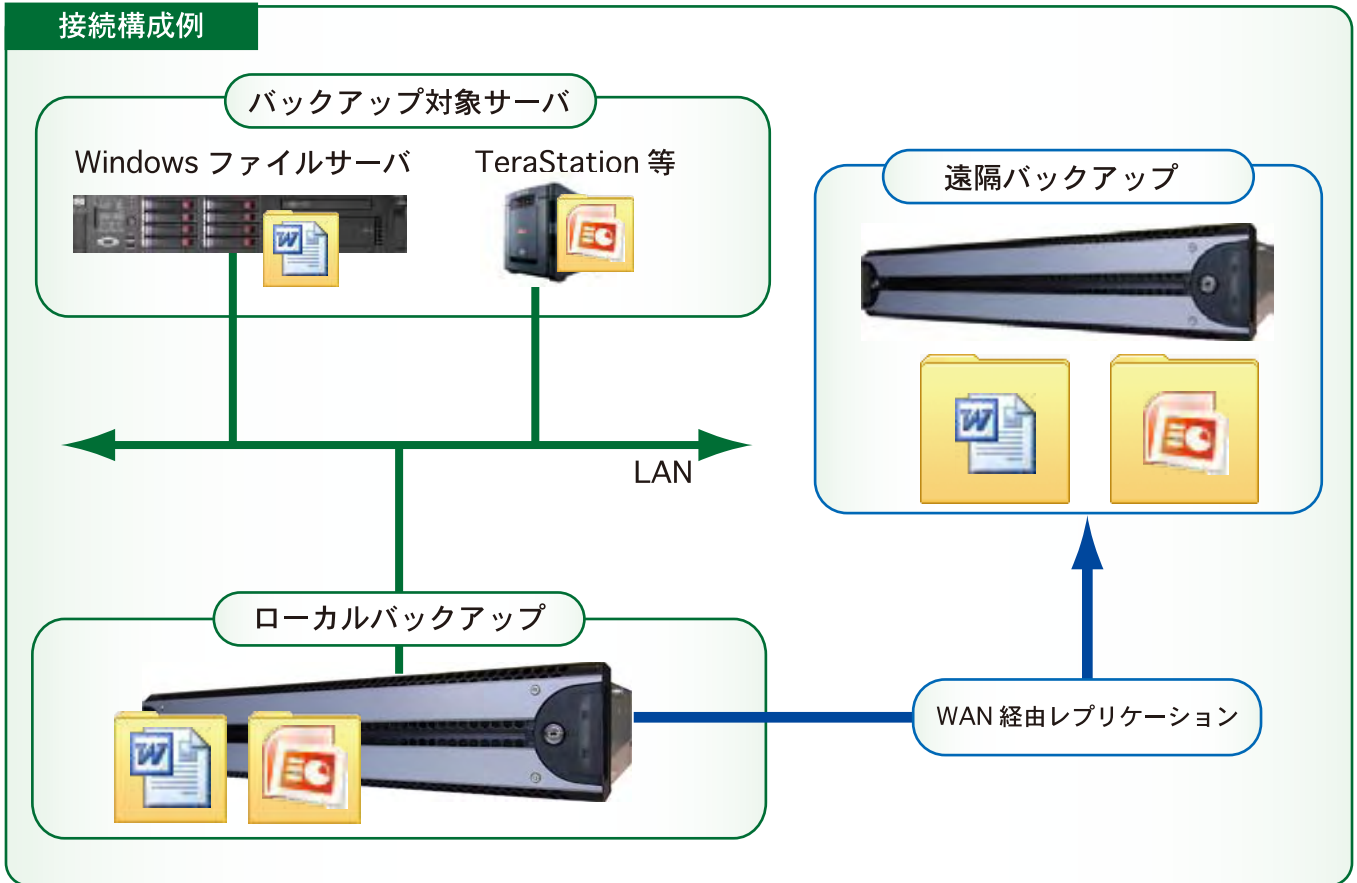 接続構成例
バックアップ対象サーバ
Windows ファイルサーバ
TeraStation 等
遠隔バックアップ
LAN
ローカルバックアップ
WAN 経由レプリケーション